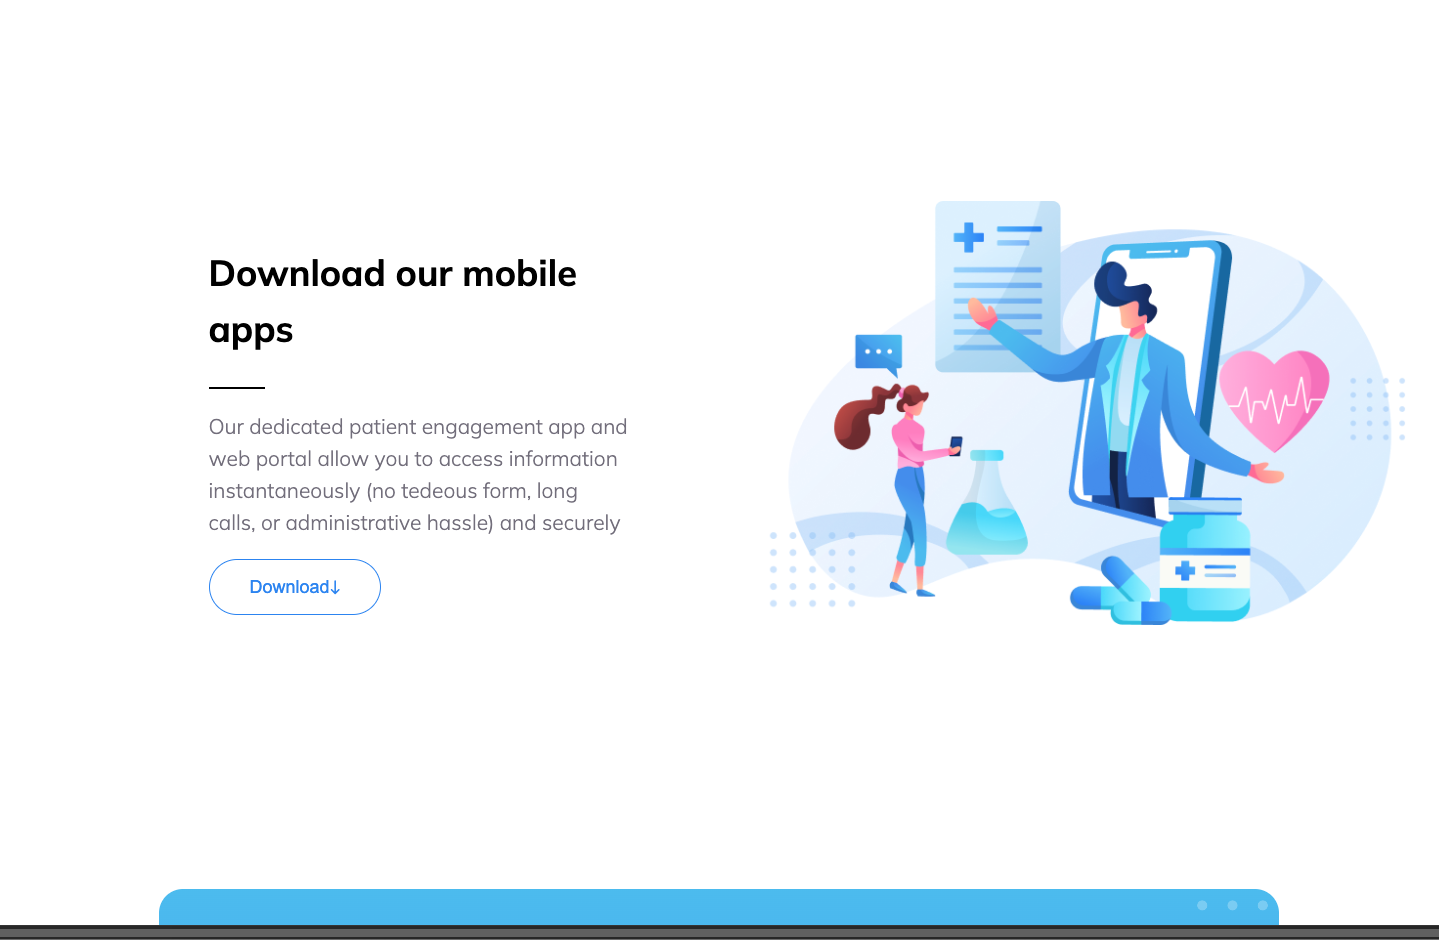 Download our mobile
apps
Our dedicated patient engagement app and
web portal allow you to access information
instantaneously (no tedeous form, long
calls, or administrative hassle) and securely
Download↓